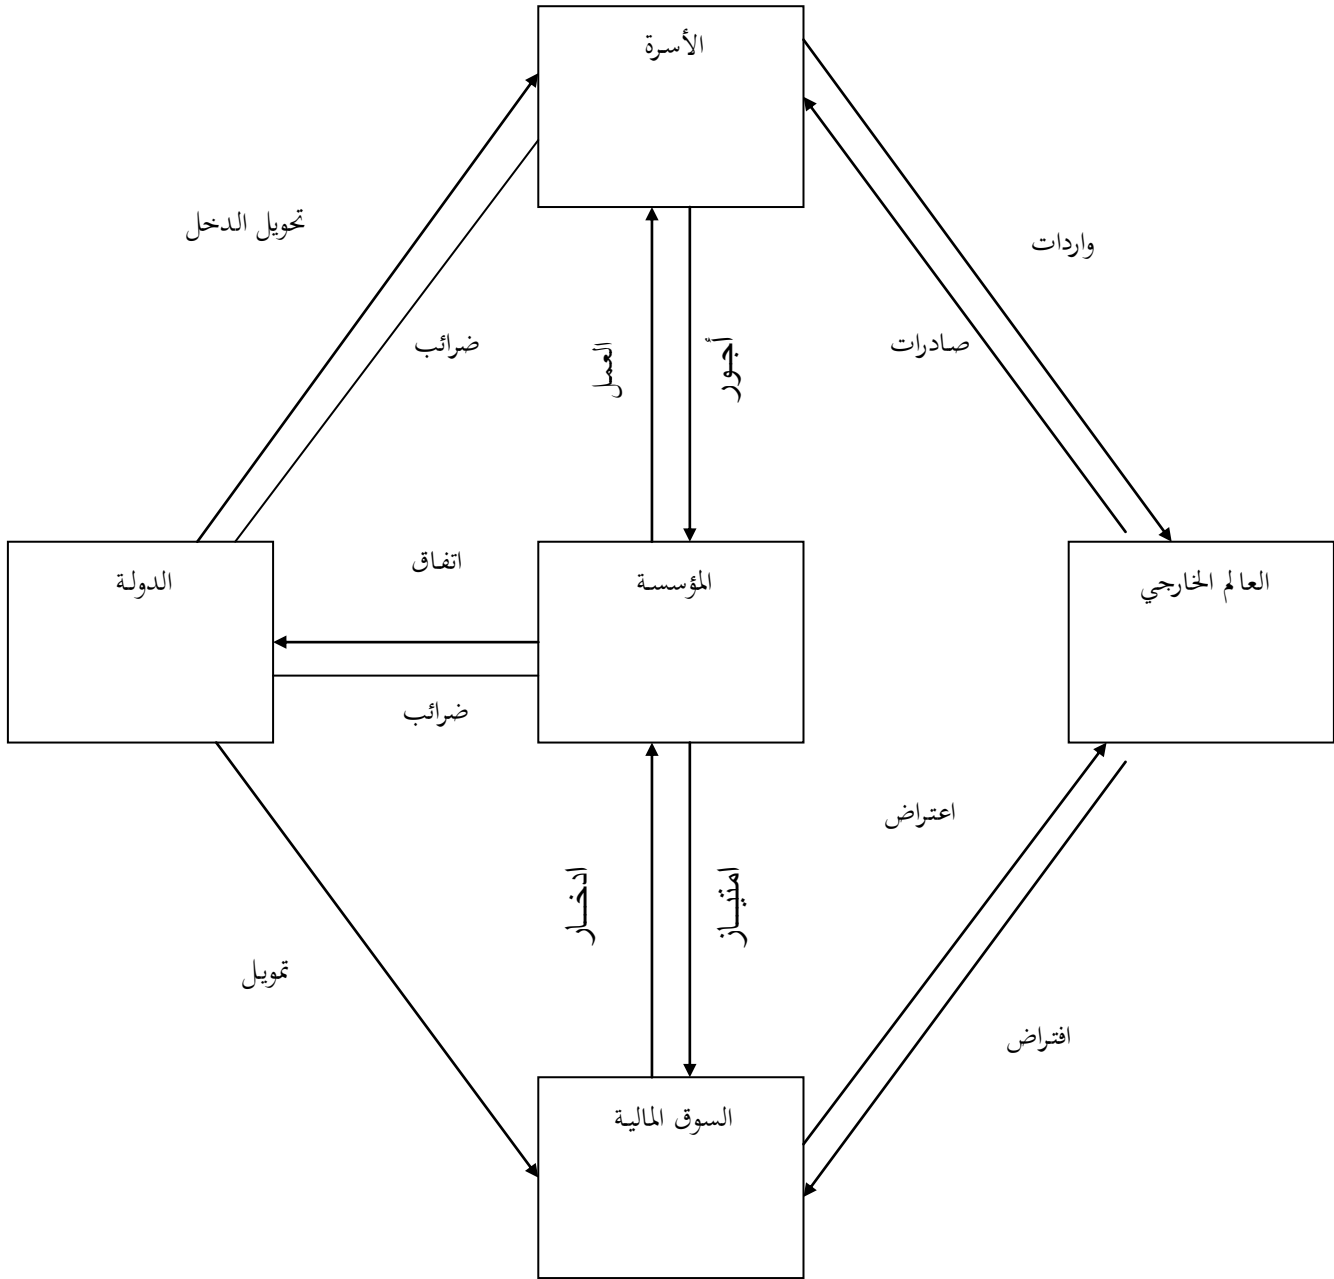 الأسرة
تحويل الدخل
واردات
ضرائب
العمل
أجور
صادرات
اتفاق
الدولة
المؤسسة
العالم الخارجي
ضرائب
اعتراض
ادخار
امتياز
تمويل
افتراض
السوق المالية